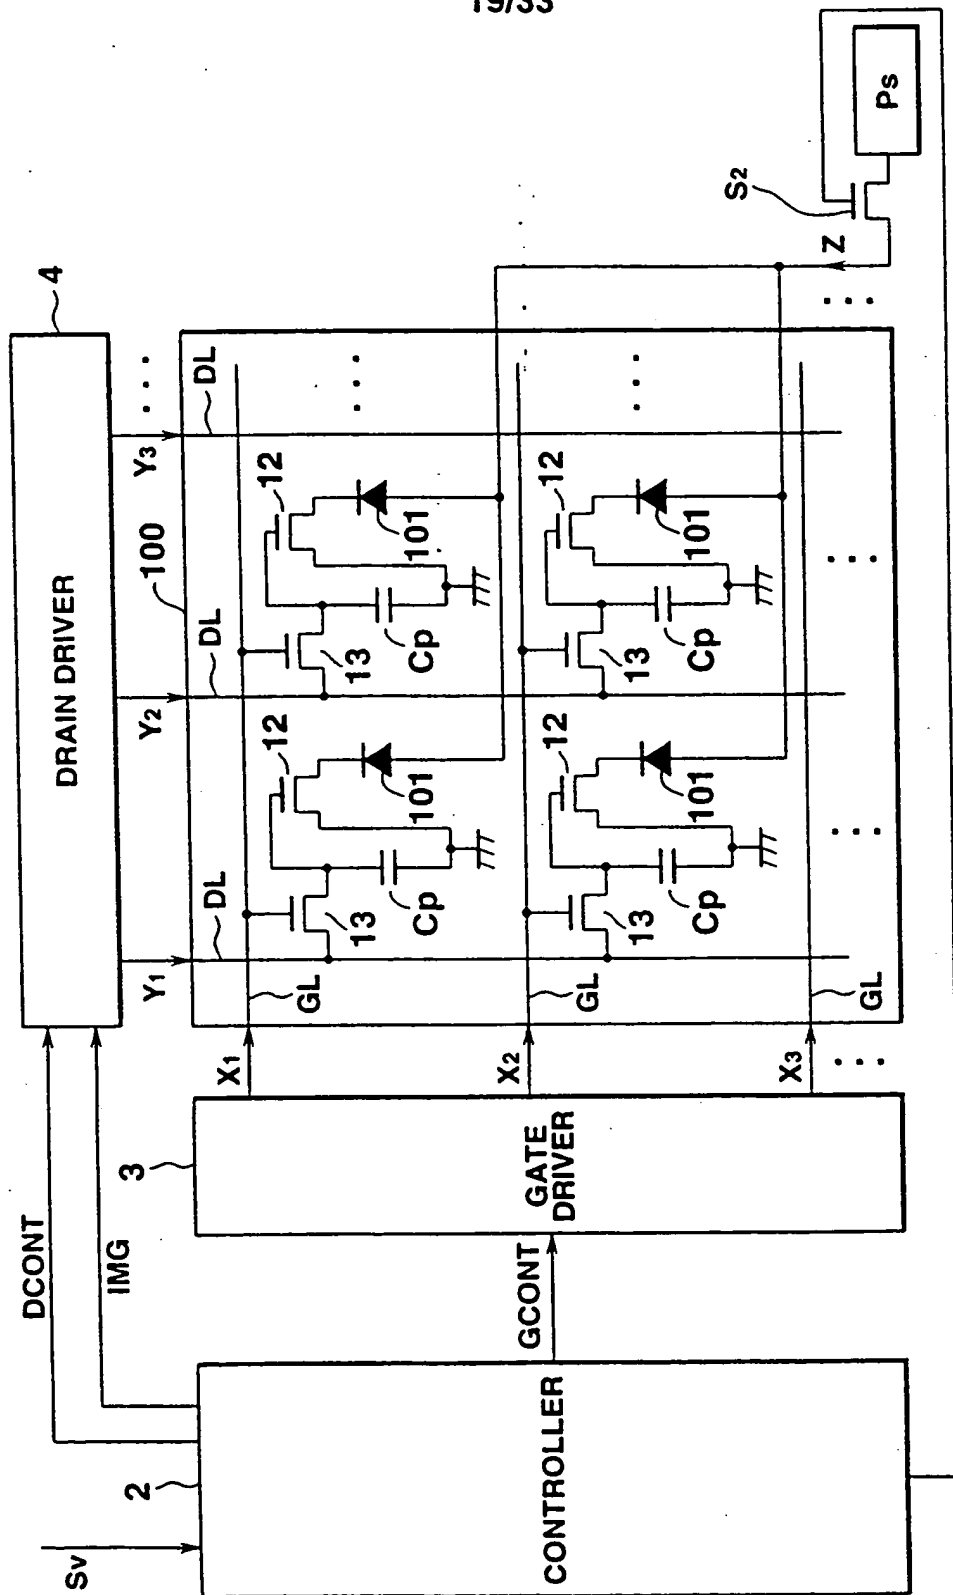 19/33
DRAIN DRIVER
4
DCONT
IMG
Y1
Y2
Y3
. . .
100
DL
DL
DL
Sv
2
CONTROLLER
GCONT
3
GATE DRIVER
X1
X2
X3
. . .
GL
GL
GL
13
Cp
12
101
13
Cp
12
101
. . .
13
Cp
12
101
13
Cp
12
101
. . .
. . .
. . .
. . .
Z
S2
Ps